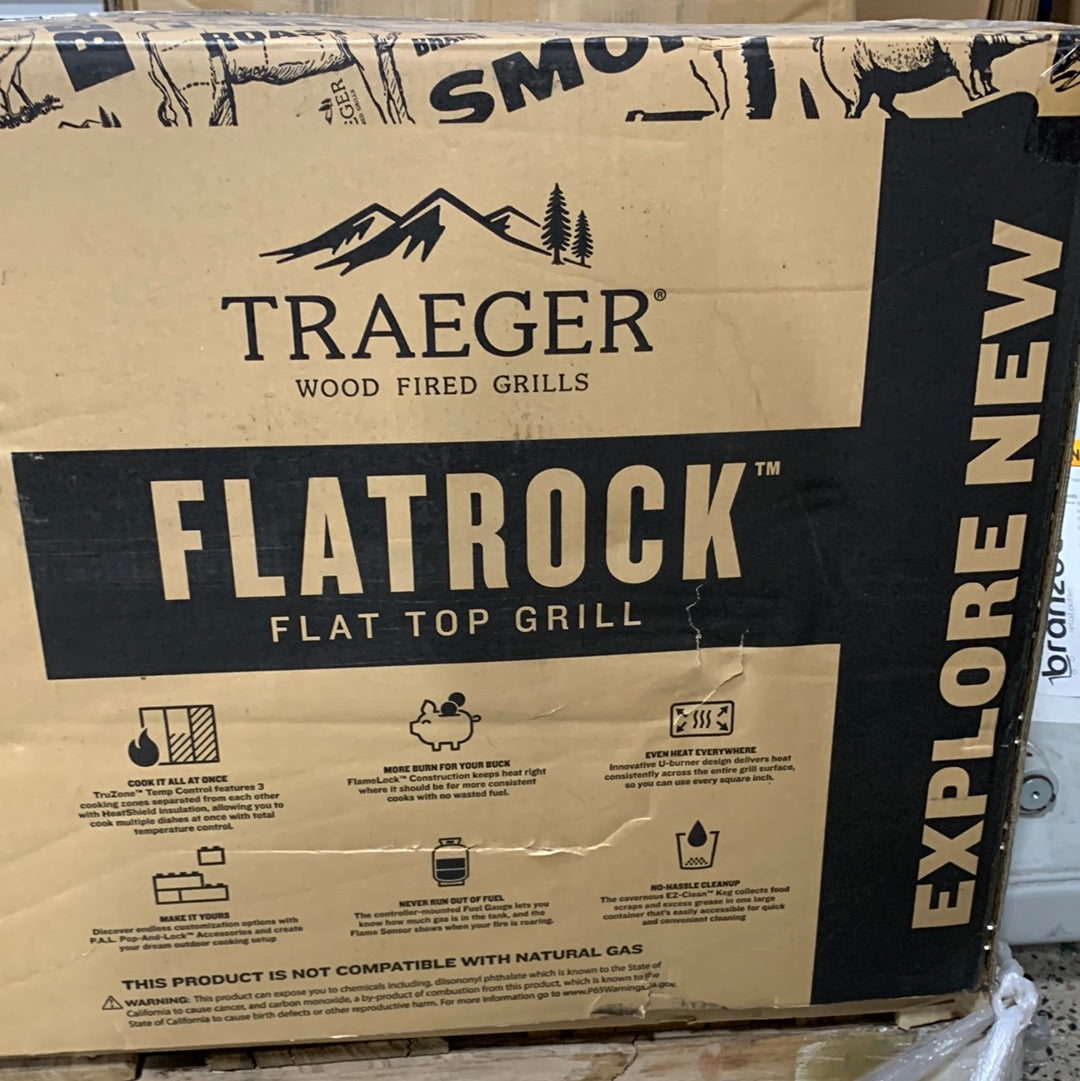 ROAST
SMO
TRAEGER®
WOOD FIRED GRILLS
FLATROCK™
FLAT TOP GRILL
EXPLORE NEW
COOK IT ALL AT ONCE
TruZone™ Temp Control features 3
cooking zones separated from each other
with HeatShield insulation, allowing you to
cook multiple dishes at once with total
temperature control.
MORE BURN FOR YOUR BUCK
FlameLock™ Construction keeps heat right
where it should be for more consistent
cooks with no wasted fuel.
EVEN HEAT EVERYWHERE
Innovative U-burner design delivers heat
consistently across the entire grill surface,
so you can use every square inch.
MAKE IT YOURS
Discover endless customization options with
P.A.L. Pop-And-Lock™ Accessories and create
your dream outdoor cooking setup
NEVER RUN OUT OF FUEL
The controller-mounted Fuel Gauge lets you
know how much gas is in the tank, and the
Flame Sensor shows when your fire is roaring.
NO-HASSLE CLEANUP
The cavernous EZ-Clean™ Keg collects food
scraps and excess grease in one large
container that's easily accessible for quick
and convenient cleaning
THIS PRODUCT IS NOT COMPATIBLE WITH NATURAL GAS
WARNING: This product can expose you to chemicals including, diisononyl phthalate which is known to the State of
California to cause cancer, and carbon monoxide, a by-product of combustion from this product, which is known to the
State of California to cause birth defects or other reproductive harm. For more information go to www.P65Warnings.ca.gov.